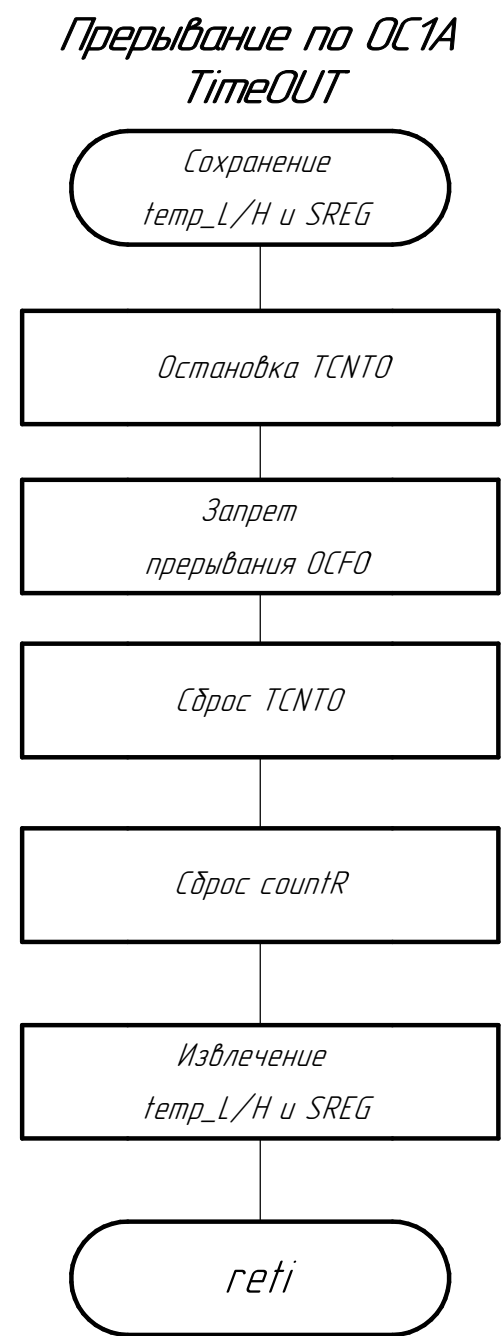 Прерывание по OC1A
TimeOUT
Сохранение
temp_L/H и SREG
Остановка TCNT0
Запрет
прерывания OCF0
Сброс TCNT0
Сброс countR
Извлечение
temp_L/H и SREG
reti